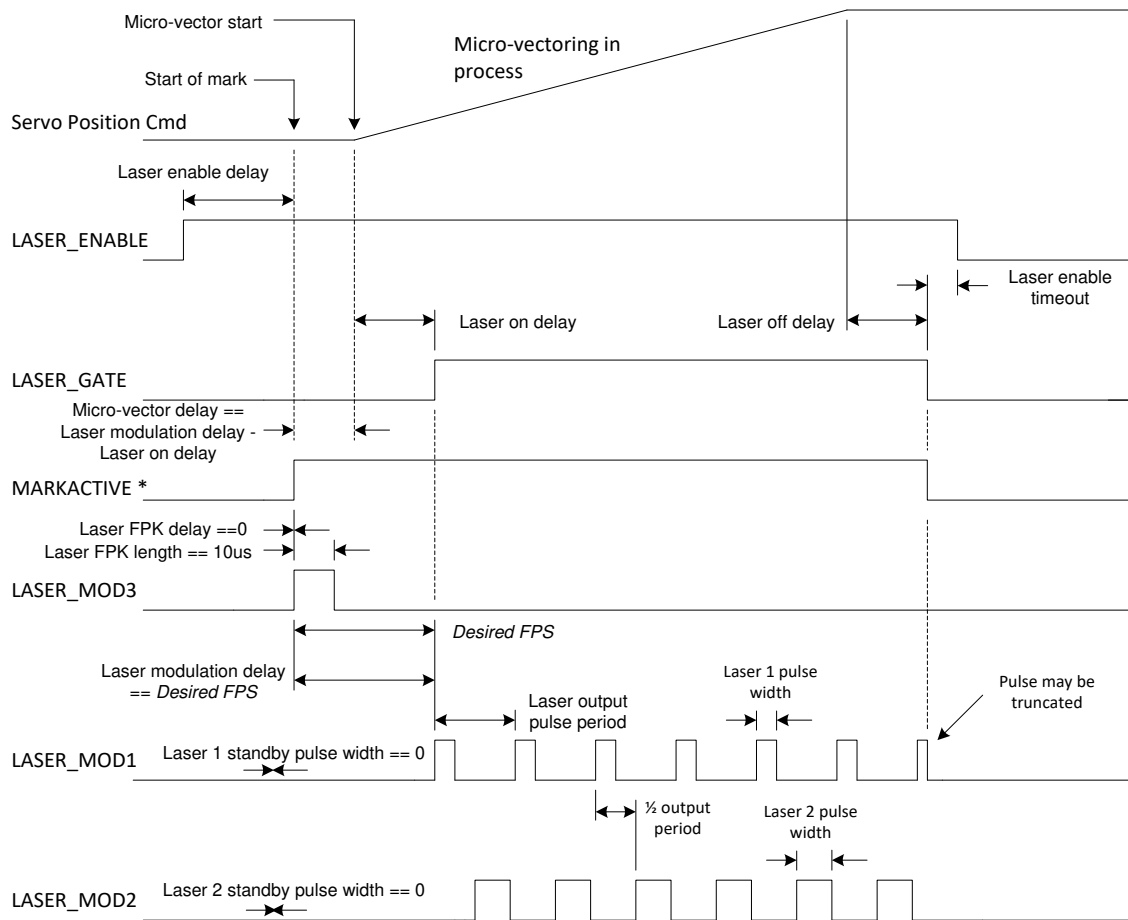 Micro-vector start
Micro-vectoring in
process
Start of mark
Servo Position Cmd
Laser enable delay
LASER_ENABLE
Laser enable
timeout
Laser on delay
Laser off delay
LASER_GATE
Micro-vector delay ==
Laser modulation delay -
Laser on delay
MARKACTIVE *
Laser FPK delay ==0
Laser FPK length == 10us
LASER_MOD3
Desired FPS
Laser modulation delay
== Desired FPS
Laser output
pulse period
Laser 1 pulse
width
Pulse may be
truncated
LASER_MOD1
Laser 1 standby pulse width == 0
½ output
period
Laser 2 pulse
width
LASER_MOD2
Laser 2 standby pulse width == 0